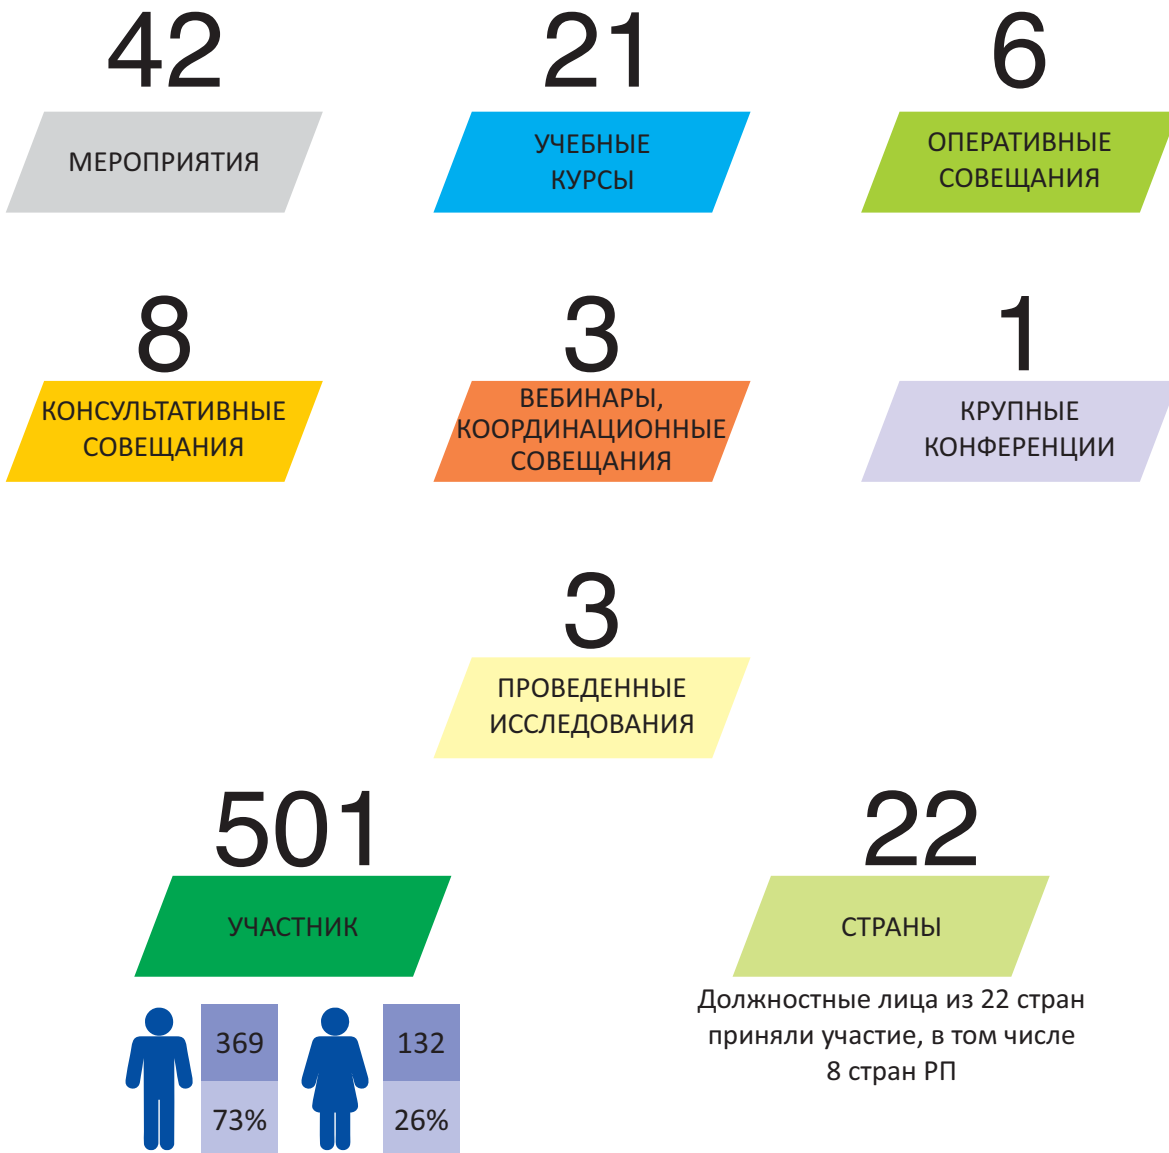 42
МЕРОПРИЯТИЯ
21
УЧЕБНЫЕ
КУРСЫ
6
ОПЕРАТИВНЫЕ
СОВЕЩАНИЯ
8
КОНСУЛЬТАТИВНЫЕ
СОВЕЩАНИЯ
3
ВЕБИНАРЫ,
КООРДИНАЦИОННЫЕ
СОВЕЩАНИЯ
1
КРУПНЫЕ
КОНФЕРЕНЦИИ
3
ПРОВЕДЕННЫЕ
ИССЛЕДОВАНИЯ
501
УЧАСТНИК
369
73%
132
26%
22
СТРАНЫ
Должностные лица из 22 стран
приняли участие, в том числе
8 стран РП